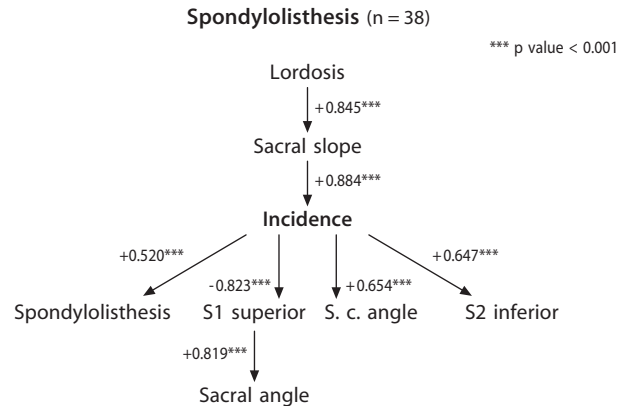 Spondylolisthesis (n = 38)
*** p value < 0.001
Lordosis
+0.845***
Sacral slope
+0.884***
Incidence
+0.520***
-0.823***
+0.654***
+0.647***
Spondylolisthesis
S1 superior
S. c. angle
S2 inferior
+0.819***
Sacral angle